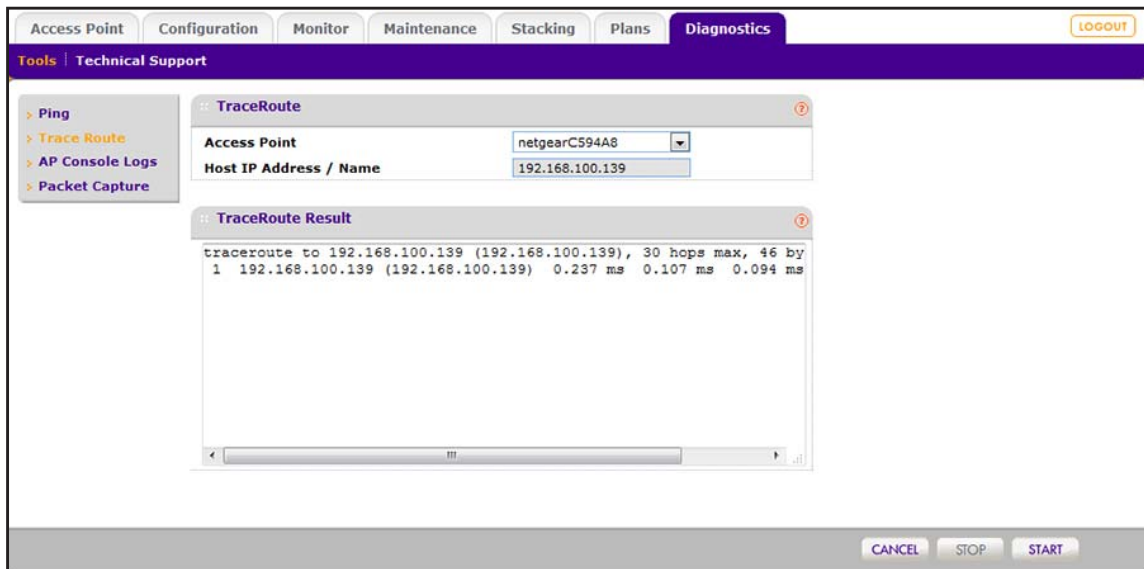 Access Point Configuration Monitor Maintenance Stacking Plans Diagnostics LOGOUT
Tools | Technical Support
> Ping
> Trace Route
> AP Console Logs
> Packet Capture
TraceRoute ?
Access Point netgearC594A8
Host IP Address / Name 192.168.100.139
TraceRoute Result ?
traceroute to 192.168.100.139 (192.168.100.139), 30 hops max, 46 by
1 192.168.100.139 (192.168.100.139) 0.237 ms 0.107 ms 0.094 ms
CANCEL STOP START